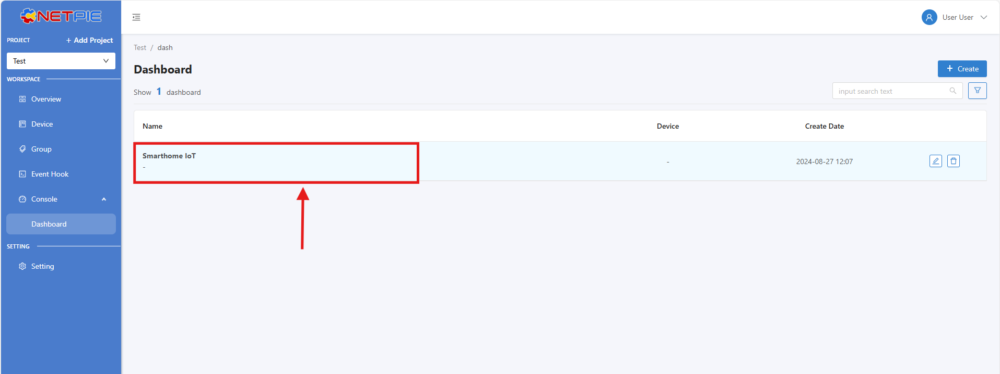 NETPIE
PROJECT
+ Add Project
Test
WORKSPACE
Overview
Device
Group
Event Hook
Console
Dashboard
SETTING
Setting
User User
Test / dash
Dashboard
+ Create
Show 1 dashboard
input search text
Name Device Create Date
Smarthome IoT
-
- 2024-08-27 12:07